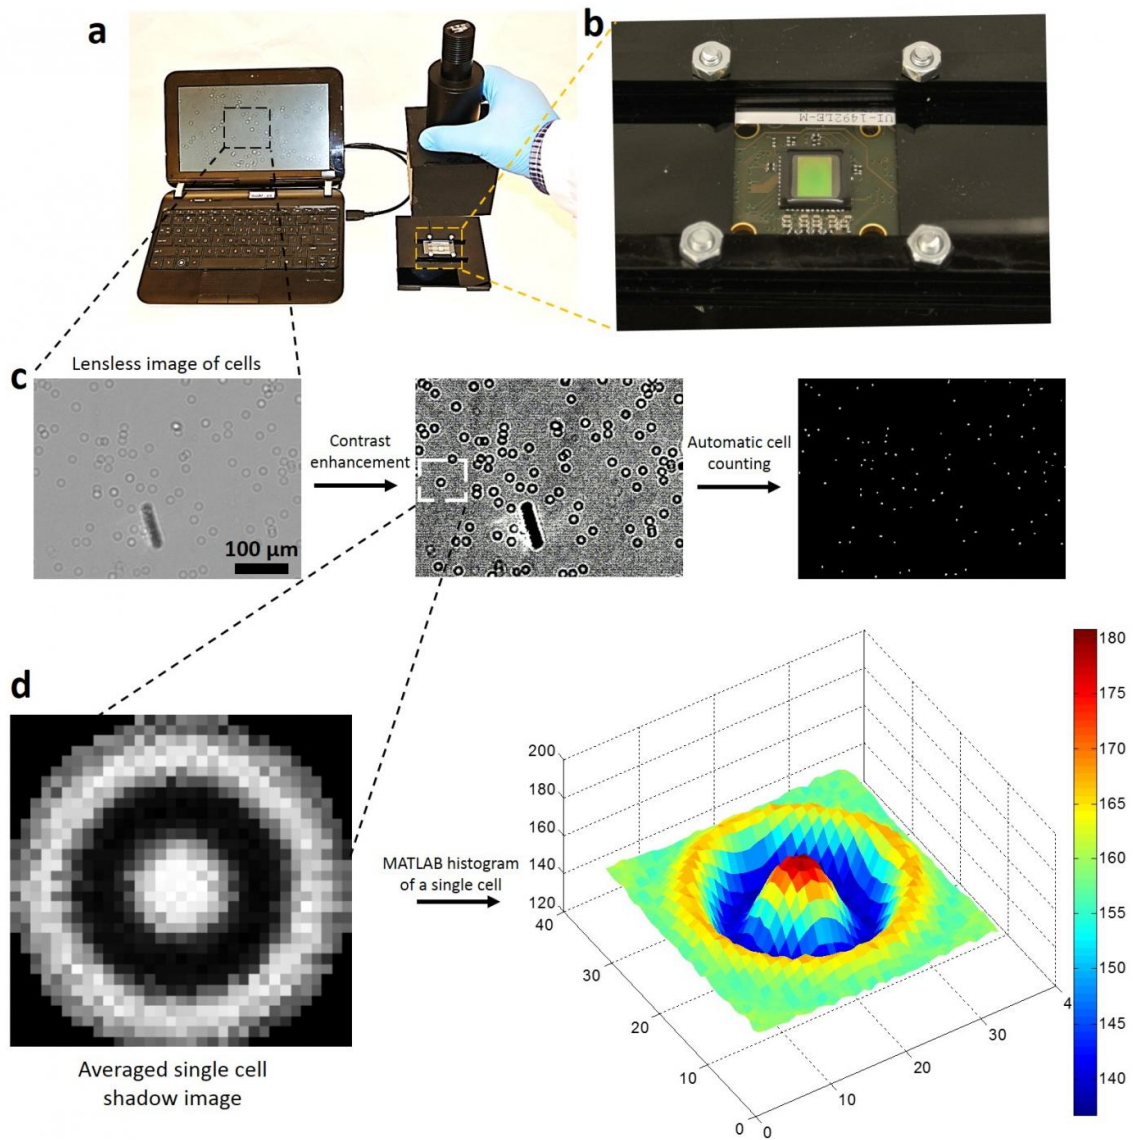 a
b
UI-1492LE-M
c
Lensless image of cells
100 µm
Contrast
enhancement
Automatic cell
counting
d
Averaged single cell
shadow image
MATLAB histogram
of a single cell
200
180
160
140
120
40
30
20
10
0
0
10
20
30
4
180
175
170
165
160
155
150
145
140